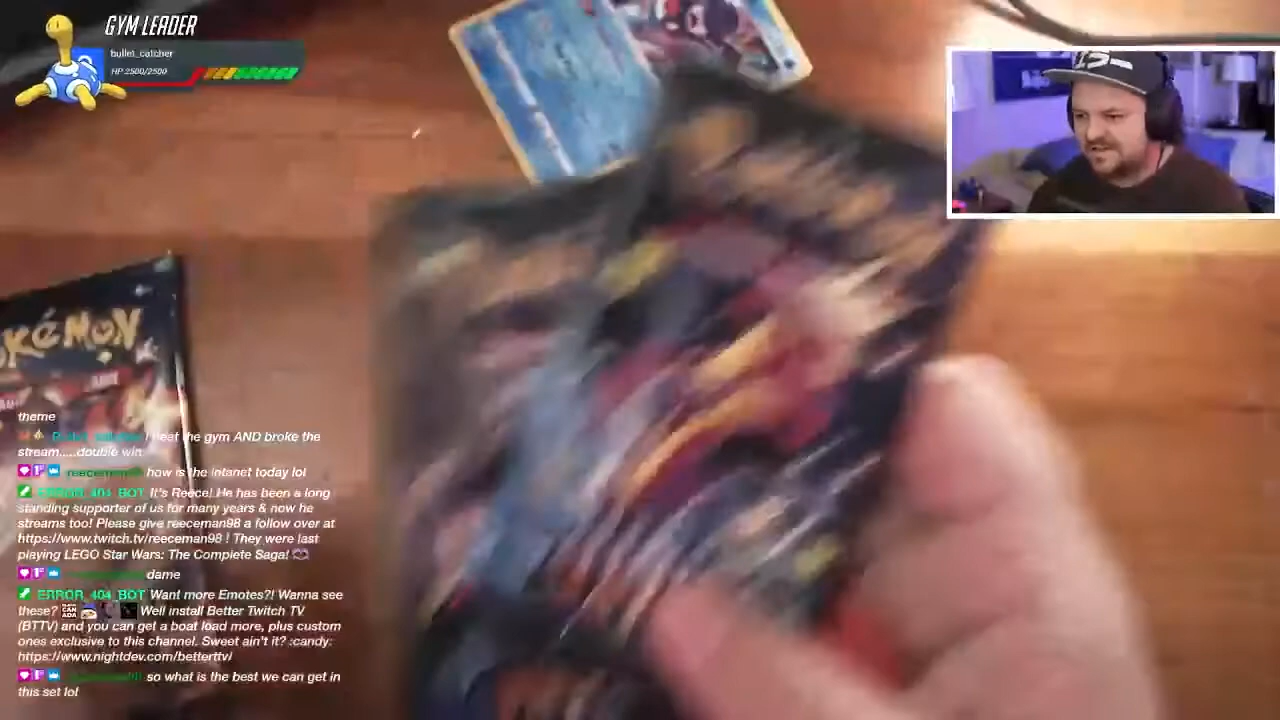 GYM LEADER
bullet_catcher
HP 2500/2500
POKÉMON
theme
I beat the gym AND broke the
stream.....double win
reeceman98 how is the intanet today lol
ERROR_404_BOT It's Reece! He has been a long
standing supporter of us for many years & now he
streams too! Please give reeceman98 a follow over at
https://www.twitch.tv/reeceman98 ! They were last
playing LEGO Star Wars: The Complete Saga!
dame
ERROR_404_BOT Want more Emotes?! Wanna see
these? Well install Better Twitch TV
(BTTV) and you can get a boat load more, plus custom
ones exclusive to this channel. Sweet ain't it? :candy:
https://www.nightdev.com/betterttv/
so what is the best we can get in
this set lol